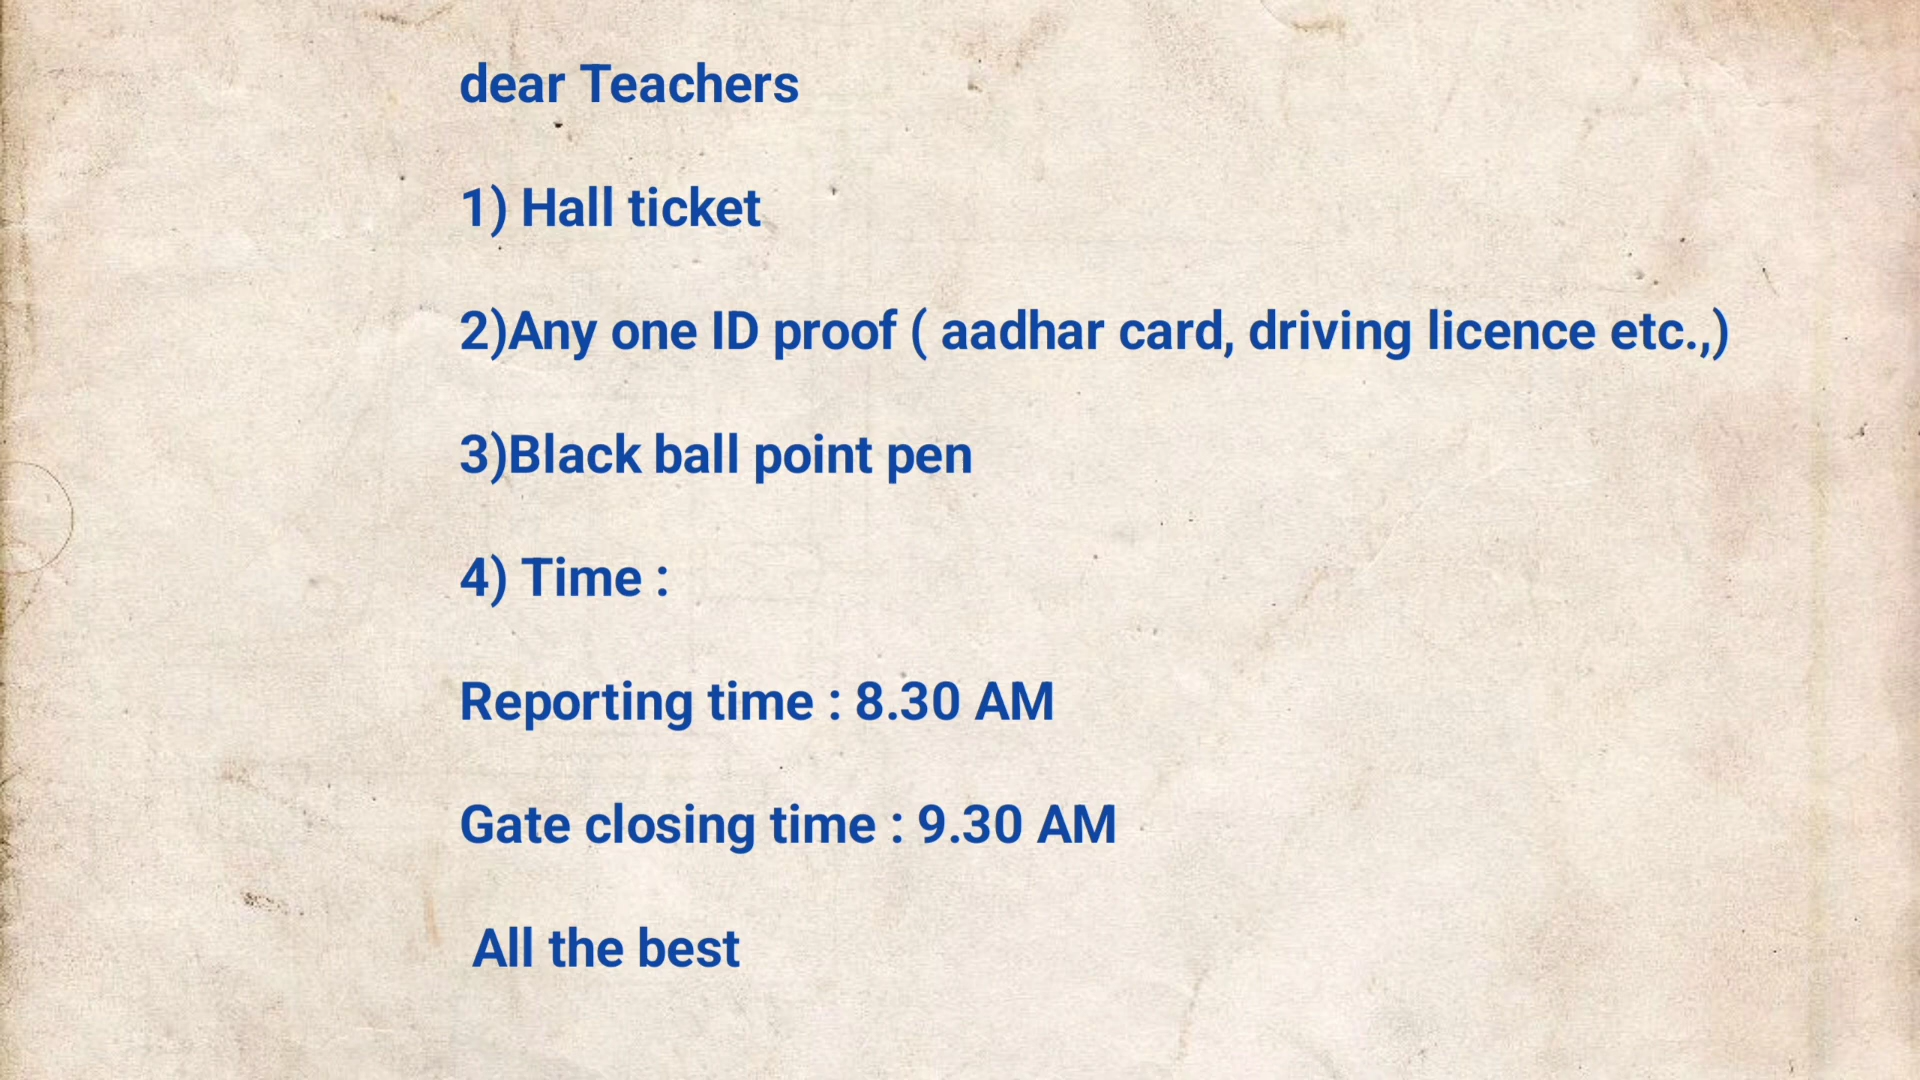 dear Teachers
1) Hall ticket
2)Any one ID proof ( aadhar card, driving licence etc.,)
3)Black ball point pen
4) Time :
Reporting time : 8.30 AM
Gate closing time : 9.30 AM
All the best